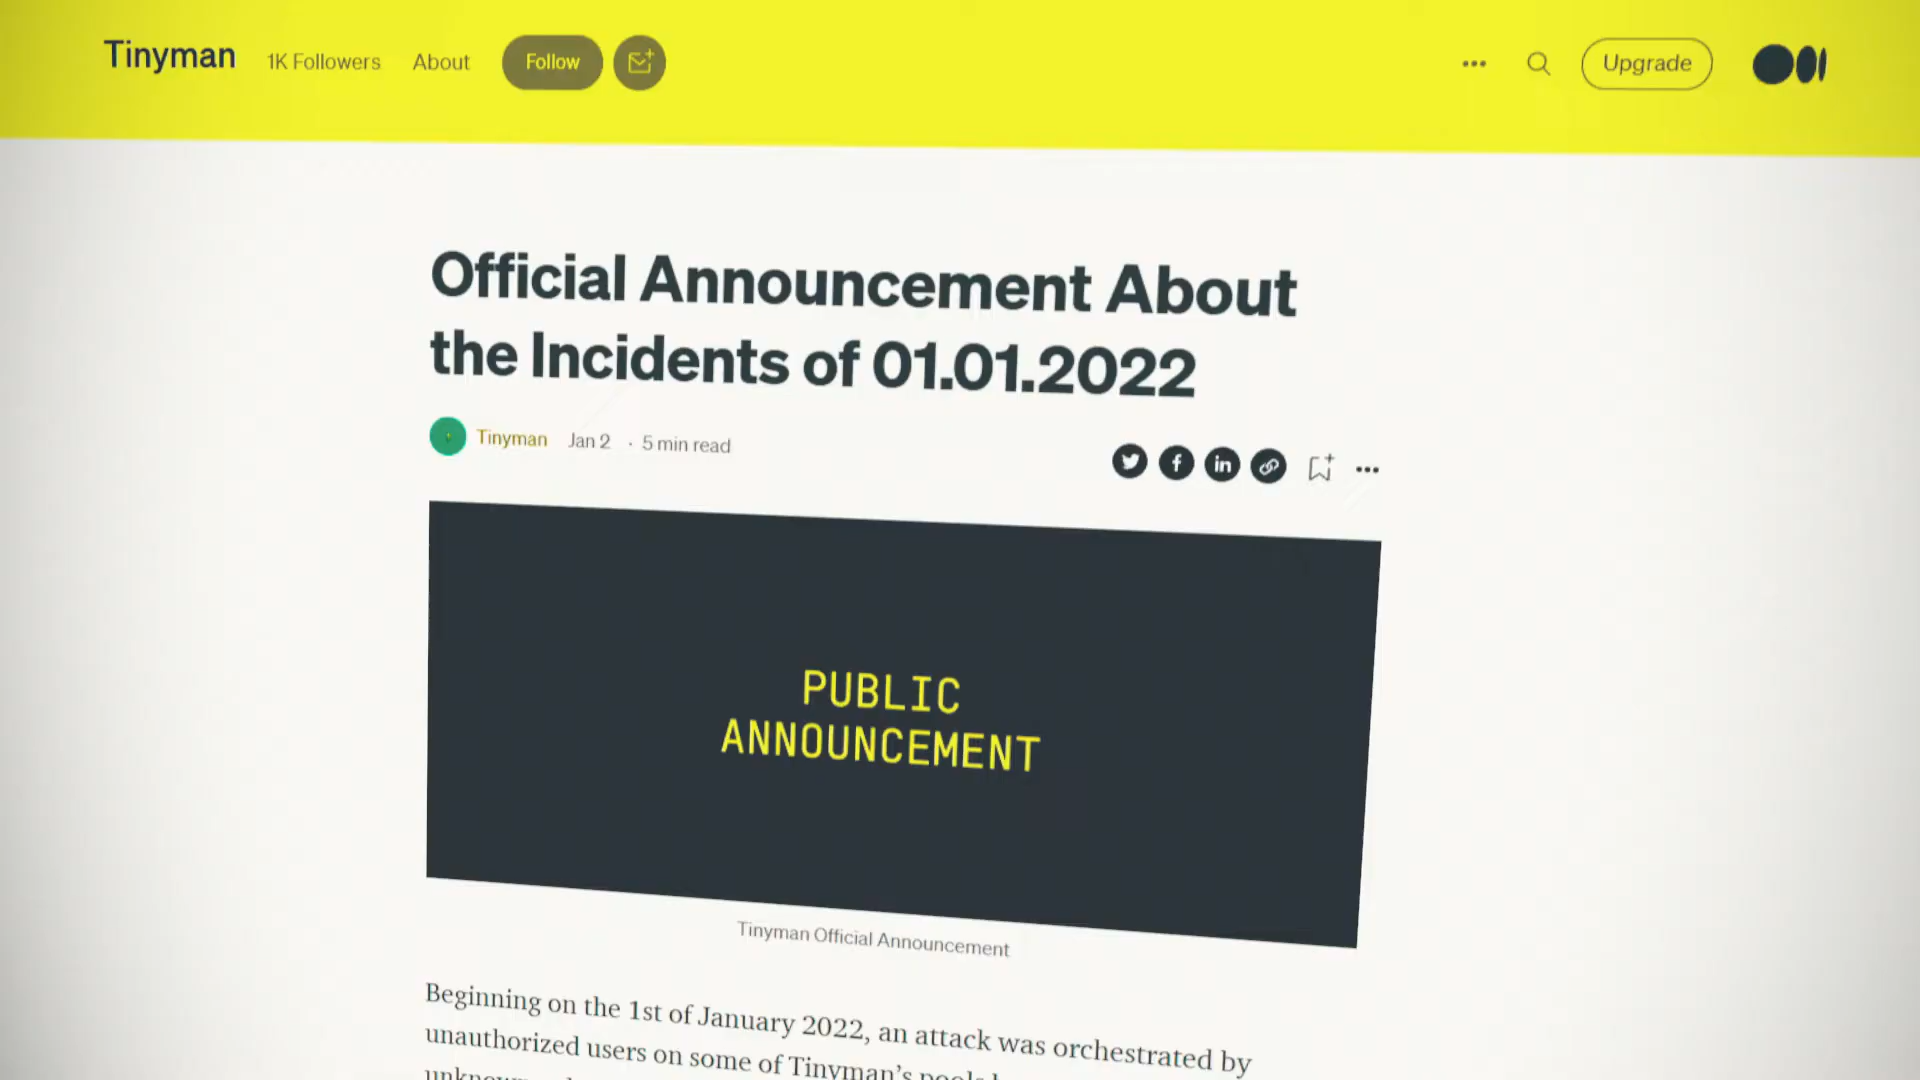 Tinyman 1K Followers About Follow Upgrade
Official Announcement About
the Incidents of 01.01.2022
Tinyman Jan 2 · 5 min read
PUBLIC
ANNOUNCEMENT
Tinyman Official Announcement
Beginning on the 1st of January 2022, an attack was orchestrated by
unauthorized users on some of Tinyman's pools